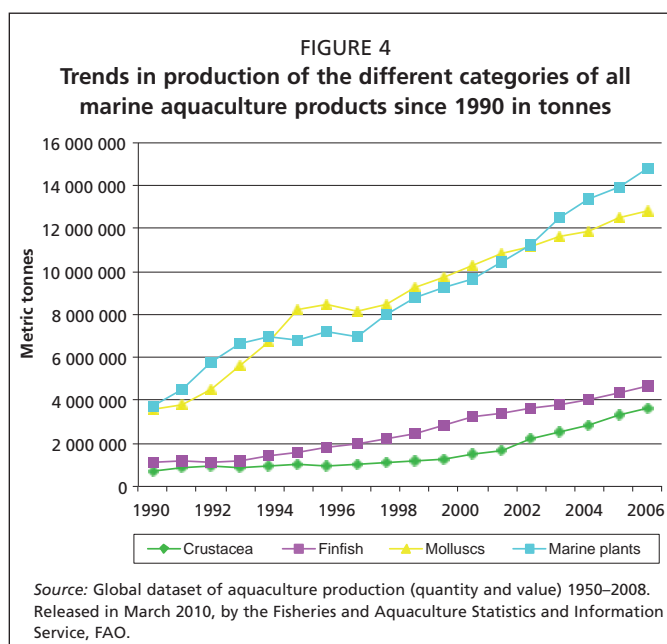 FIGURE 4
Trends in production of the different categories of all
marine aquaculture products since 1990 in tonnes
Metric tonnes
16 000 000
14 000 000
12 000 000
10 000 000
8 000 000
6 000 000
4 000 000
2 000 000
0
1990 1992 1994 1996 1998 2000 2002 2004 2006
Crustacea Finfish Molluscs Marine plants
Source: Global dataset of aquaculture production (quantity and value) 1950–2008.
Released in March 2010, by the Fisheries and Aquaculture Statistics and Information
Service, FAO.